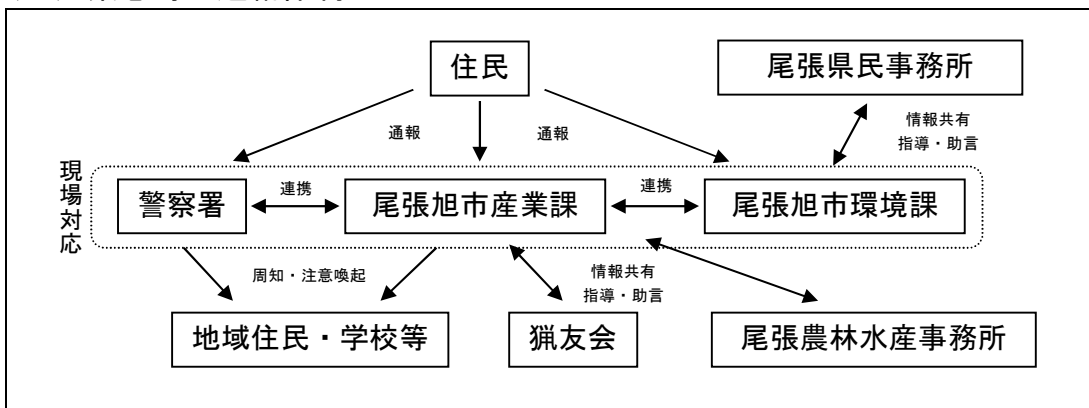 住民
尾張県民事務所
通報
通報
情報共有
指導・助言
現場対応
警察署
連携
尾張旭市産業課
連携
尾張旭市環境課
周知・注意喚起
情報共有
指導・助言
地域住民・学校等
猟友会
尾張農林水産事務所